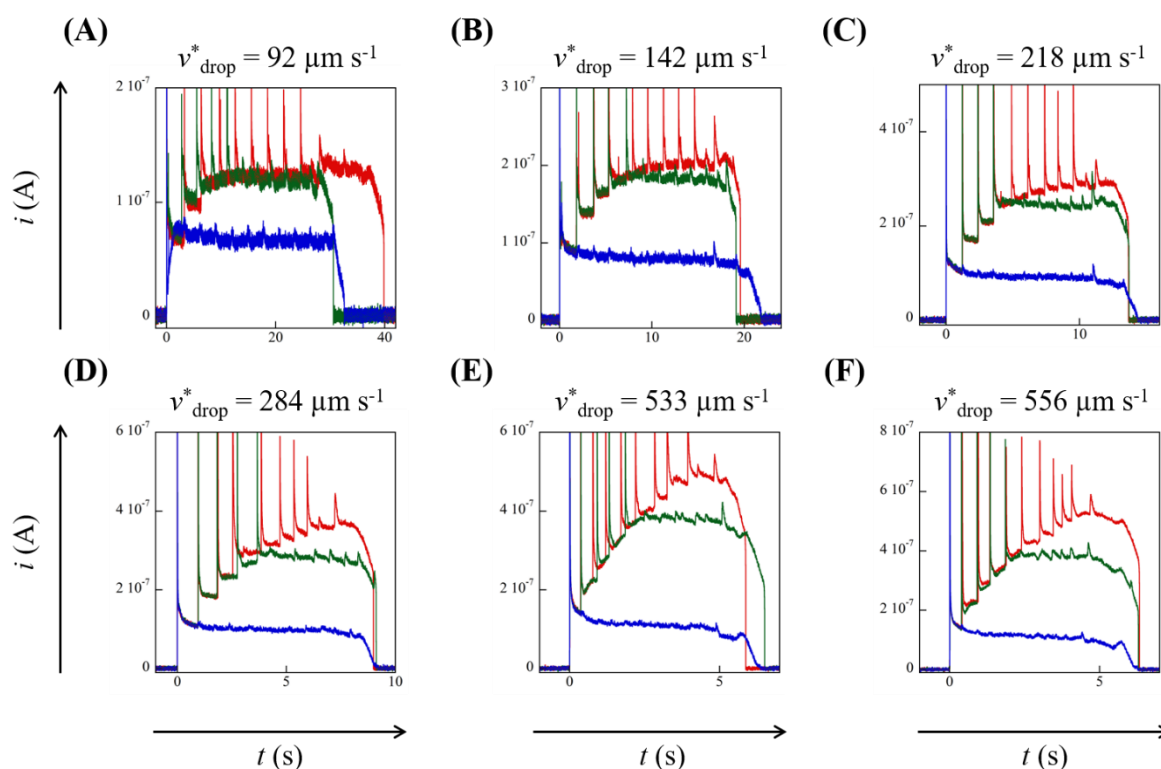 (A)
v*drop = 92 µm s-1
(B)
v*drop = 142 µm s-1
(C)
v*drop = 218 µm s-1
i (A)
2 10-7
1 10-7
0
0
20
40
3 10-7
2 10-7
1 10-7
0
0
10
20
4 10-7
2 10-7
0
0
10
(D)
v*drop = 284 µm s-1
(E)
v*drop = 533 µm s-1
(F)
v*drop = 556 µm s-1
i (A)
6 10-7
4 10-7
2 10-7
0
0
5
10
6 10-7
4 10-7
2 10-7
0
0
5
8 10-7
6 10-7
4 10-7
2 10-7
0
0
5
t (s)
t (s)
t (s)